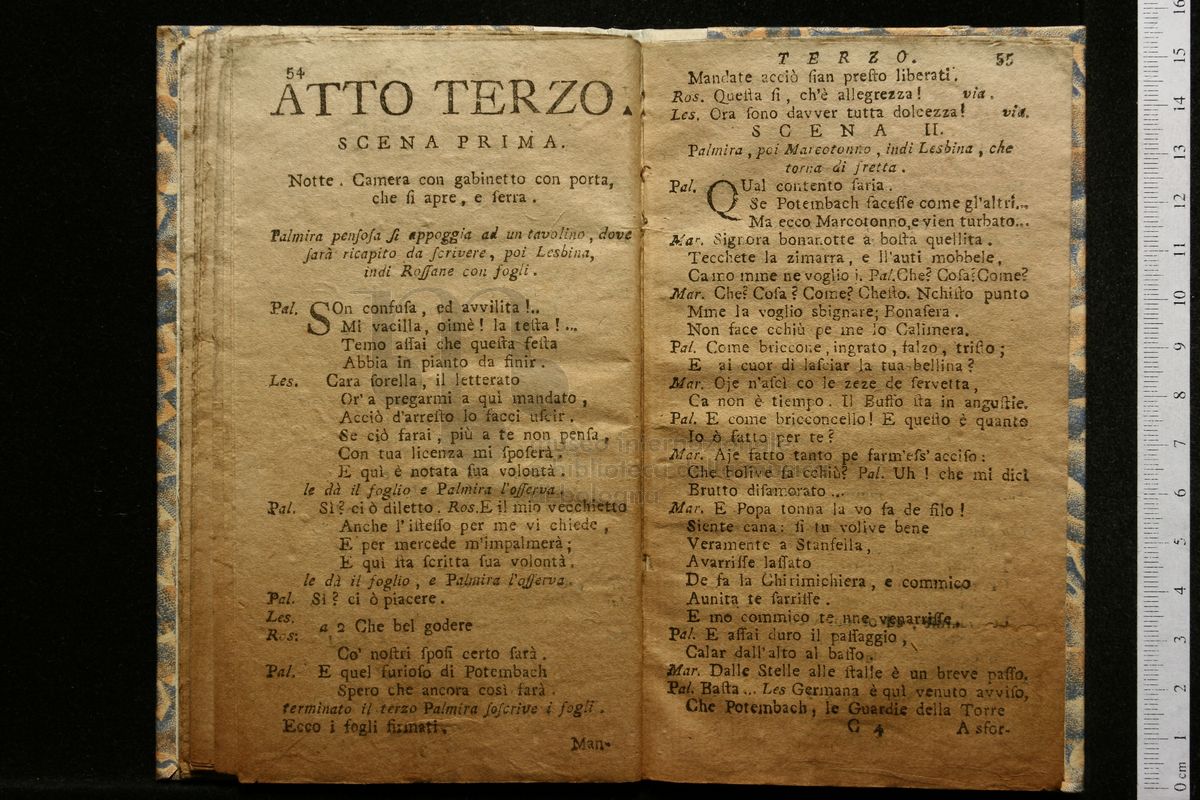 54
ATTO TERZO.
SCENA PRIMA.
Notte. Camera con gabinetto con porta,
che ſi apre, e ſerra.
Palmira penſoſa ſi appoggia ad un tavolino, dove
ſarà ricapito da ſcrivere, poi Lesbina,
indi Roſſane con fogli.
Pal. SOn confuſa, ed avvilita!..
Mi vacilla, oimè! la teſta!...
Temo aſſai che queſta feſta
Abbia in pianto da finir.
Les. Cara ſorella, il letterato
Or'a pregarmi a qui mandato,
Acciò d'arreſto lo facci uſcir.
Se ciò farai, più a te non penſa,
Con tua licenza mi ſpoſerà.
E quì è notata ſua volontà.
le dà il foglio e Palmira l'oſſerva.
Pal. Sì? ciò diletto. Ros. E il mio vecchietto
Anche l'iſteſſo per me vi chiede,
E per mercede m'impalmerà;
E qui ſta ſcritta ſua volontà.
le dà il foglio, e Palmira l'oſſerva.
Pal. Sì? ci ò piacere.
Les.
Ros: a 2 Che bel godere
Co' noſtri ſpoſi certo ſarà.
Pal. E quel furioſo di Potembach
Spero che ancora così farà.
terminato il terzo Palmira ſoſcrive i fogli.
Ecco i fogli firmati.
Man-
TERZO. 55
Mandate acciò ſian preſto liberati.
Ros. Queſta ſi, ch'è allegrezza! via.
Les. Ora ſono davver tutta dolcezza! via.
SCENA II.
Palmira, poi Marcotonno, indi Lesbina, che
torna di fretta.
Pal. QUal contento ſaria.
Se Potembach faceſſe come gl'altri...
Ma ecco Marcotonno, e vien turbato...
Mar. Signora bonanotte a boſta quellita.
Tecchete la zimarra, e ll'auti mobbele,
Camo mme ne voglio ì. Pal. Che? Coſa? Come?
Mar. Che? Coſa? Come? Cheſto. Nchiſto punto
Mme la voglio sbignare; Bonaſera.
Non face cchiù pe me lo Calimera.
Pal. Come briccone, ingrato, falzo, triſto;
E ai cuor di laſciar la tua bellina?
Mar. Oje n'aſcì co le zeze de ſervetta,
Ca non è tiempo. Il Buffo ſta in anguſtie.
Pal. E come bricconcello! E queſto è quanto
Io ò fatto per te?
Mar. Aje fatto tanto pe farm'eſs' acciſo:
Che bolive fa cchiù? Pal. Uh! che mi dici
Brutto diſamorato...
Mar. E Popa tonna la vo fa de filo!
Siente cana: ſi tu volive bene
Veramente a Stanſella,
Avarriſſe laſſato
De fa la Chirimichiera, e commico
Aunita te ſarriſſe.
E mo commico te nne venarriſſe.
Pal. E aſſai duro il paſſaggio,
Calar dall'alto al baſſo.
Mar. Dalle Stelle alle ſtalle è un breve paſſo.
Pal. Baſta... Les Germana è quì venuto avviſo,
Che Potembach, le Guardie della Torre
C 4 A sfor-